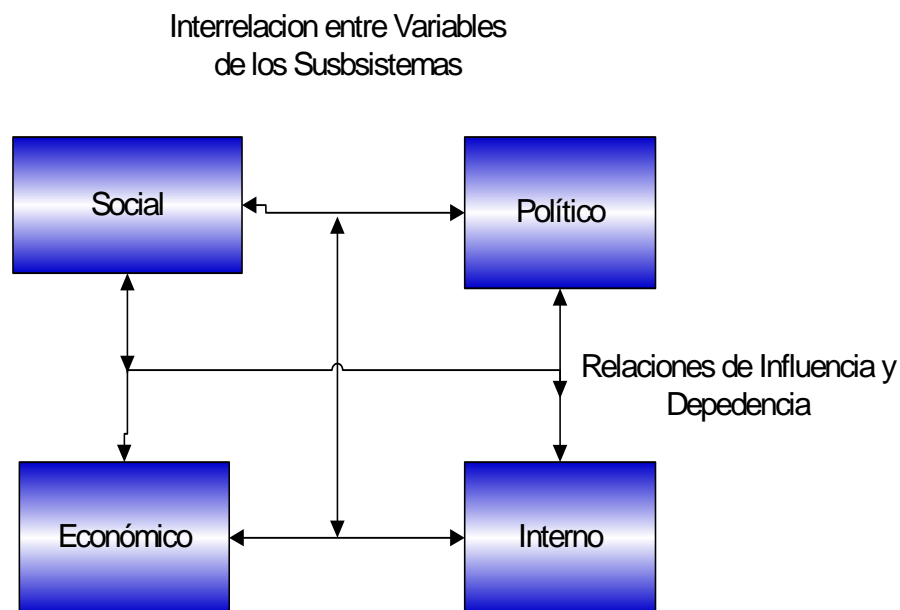 Interrelacion entre Variables
de los Susbsistemas
Social
Político
Relaciones de Influencia y
Depedencia
Económico
Interno